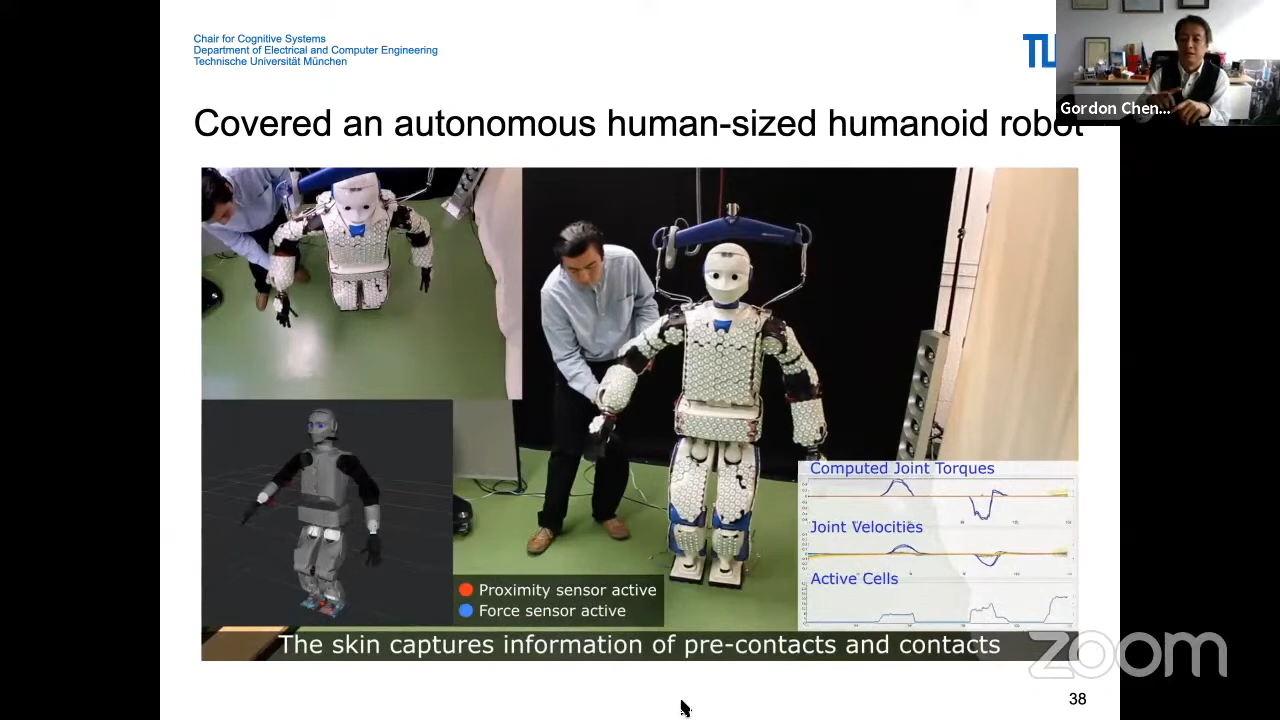 Chair for Cognitive Systems
Department of Electrical and Computer Engineering
Technische Universität München
Gordon Chen...
Covered an autonomous human-sized humanoid robot
Computed Joint Torques
Joint Velocities
Active Cells
Proximity sensor active
Force sensor active
The skin captures information of pre-contacts and contacts
zoom
38